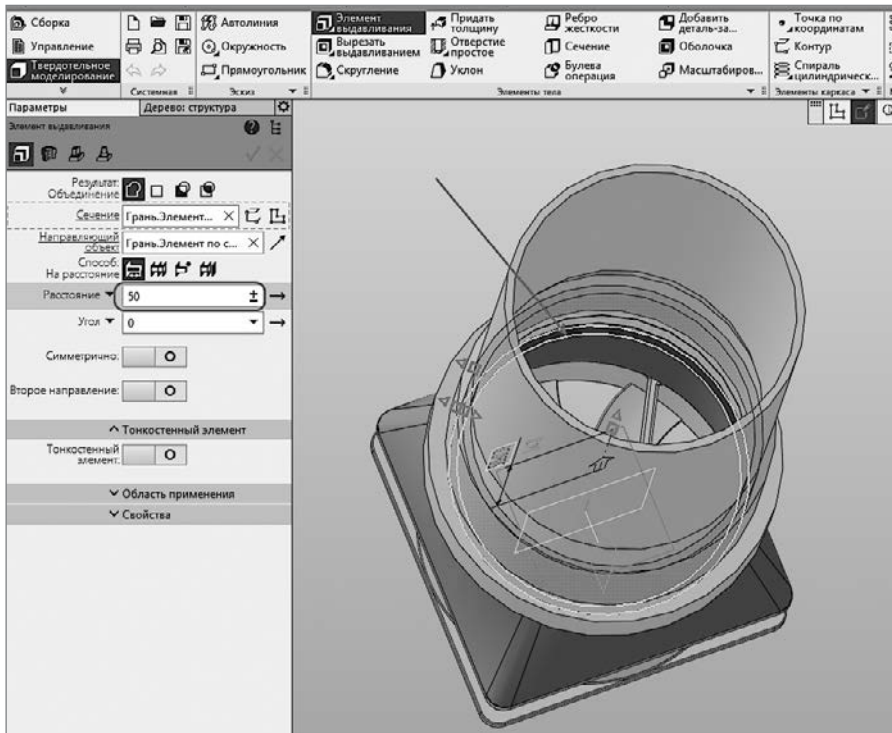 Сборка
Управление
Твердотельное
моделирование
Системная
Автолиния
Окружность
Прямоугольник
Эскиз
Элемент
выдавливания
Вырезать
выдавливанием
Скругление
Придать
толщину
Отверстие
простое
Уклон
Ребро
жесткости
Сечение
Булева
операция
Добавить
деталь-за...
Оболочка
Масштабиров...
Элементы тела
Точка по
координатам
Контур
Спираль
цилиндрическ...
Элементы каркаса
Параметры
Дерево: структура
Элемент выдавливания
Результат:
Объединение
Сечение
Грань.Элемент...
Направляющий
объект
Грань.Элемент по с...
Способ:
На расстояние
Расстояние
50
Угол
0
Симметрично:
Второе направление:
Тонкостенный элемент
Тонкостенный
элемент:
Область применения
Свойства